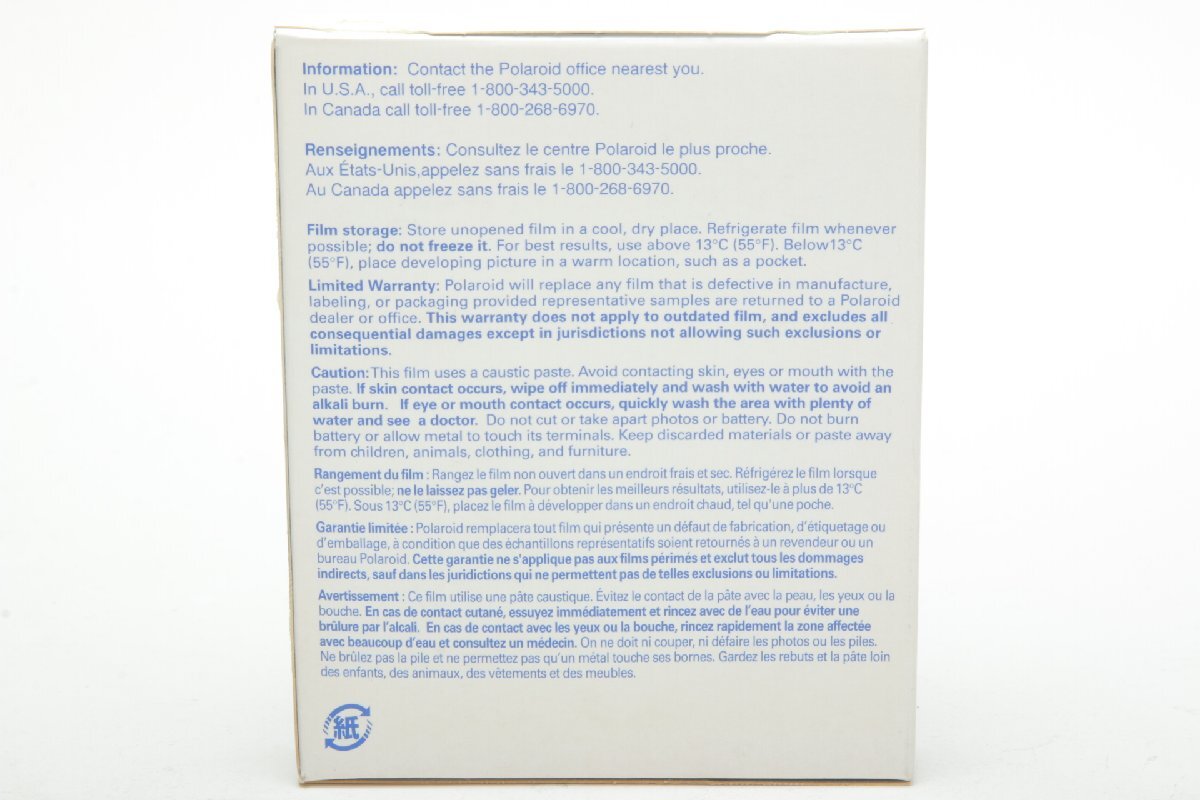 Information: Contact the Polaroid office nearest you.
In U.S.A., call toll-free 1-800-343-5000.
In Canada call toll-free 1-800-268-6970.
Renseignements: Consultez le centre Polaroid le plus proche.
Aux États-Unis,appelez sans frais le 1-800-343-5000.
Au Canada appelez sans frais le 1-800-268-6970.
Film storage: Store unopened film in a cool, dry place. Refrigerate film whenever
possible; do not freeze it. For best results, use above 13°C (55°F). Below13°C
(55°F), place developing picture in a warm location, such as a pocket.
Limited Warranty: Polaroid will replace any film that is defective in manufacture,
labeling, or packaging provided representative samples are returned to a Polaroid
dealer or office. This warranty does not apply to outdated film, and excludes all
consequential damages except in jurisdictions not allowing such exclusions or
limitations.
Caution: This film uses a caustic paste. Avoid contacting skin, eyes or mouth with the
paste. If skin contact occurs, wipe off immediately and wash with water to avoid an
alkali burn. If eye or mouth contact occurs, quickly wash the area with plenty of
water and see a doctor. Do not cut or take apart photos or battery. Do not burn
battery or allow metal to touch its terminals. Keep discarded materials or paste away
from children, animals, clothing, and furniture.
Rangement du film : Rangez le film non ouvert dans un endroit frais et sec. Réfrigérez le film lorsque
c'est possible; ne le laissez pas geler. Pour obtenir les meilleurs résultats, utilisez-le à plus de 13°C
(55°F). Sous 13°C (55°F), placez le film à développer dans un endroit chaud, tel qu'une poche.
Garantie limitée : Polaroid remplacera tout film qui présente un défaut de fabrication, d'étiquetage ou
d'emballage, à condition que des échantillons représentatifs soient retournés à un revendeur ou un
bureau Polaroid. Cette garantie ne s'applique pas aux films périmés et exclut tous les dommages
indirects, sauf dans les juridictions qui ne permettent pas de telles exclusions ou limitations.
Avertissement : Ce film utilise une pâte caustique. Évitez le contact de la pâte avec la peau, les yeux ou la
bouche. En cas de contact cutané, essuyez immédiatement et rincez avec de l'eau pour éviter une
brûlure par l'alcali. En cas de contact avec les yeux ou la bouche, rincez rapidement la zone affectée
avec beaucoup d'eau et consultez un médecin. On ne doit ni couper, ni défaire les photos ou les piles.
Ne brûlez pas la pile et ne permettez pas qu'un métal touche ses bornes. Gardez les rebuts et la pâte loin
des enfants, des animaux, des vêtements et des meubles.
紙